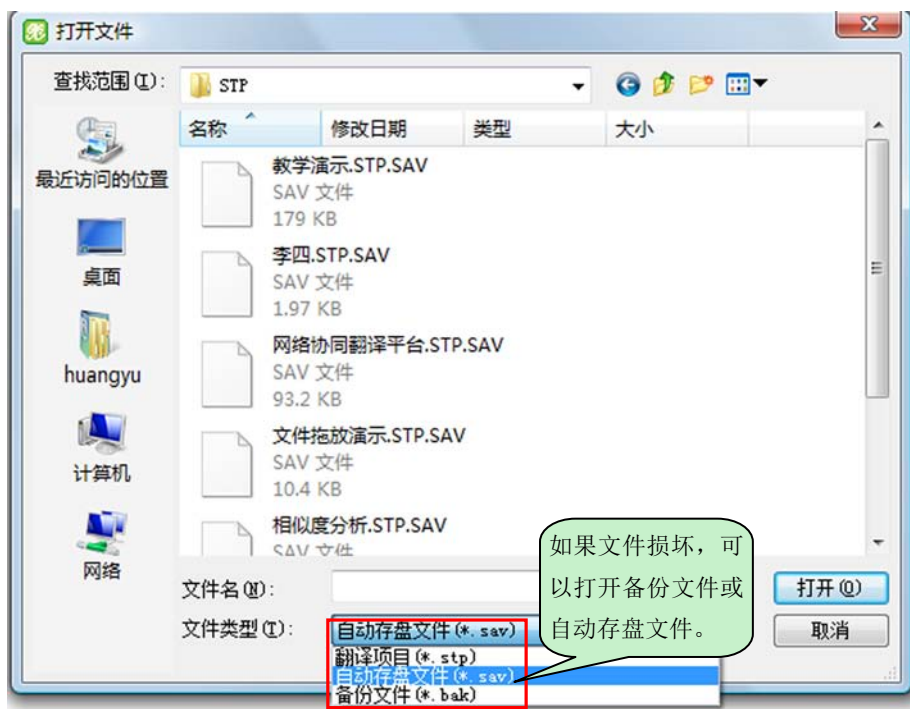 打开文件
查找范围(I):
STP
名称
修改日期
类型
大小
最近访问的位置
桌面
huangyu
计算机
网络
教学演示.STP.SAV
SAV 文件
179 KB
李四.STP.SAV
SAV 文件
1.97 KB
网络协同翻译平台.STP.SAV
SAV 文件
93.2 KB
文件拖放演示.STP.SAV
SAV 文件
10.4 KB
相似度分析.STP.SAV
SAV 文件
文件名(N):
打开(O)
文件类型(T):
自动存盘文件(*.sav)
取消
翻译项目(*.stp)
自动存盘文件(*.sav)
备份文件(*.bak)
如果文件损坏，可
以打开备份文件或
自动存盘文件。